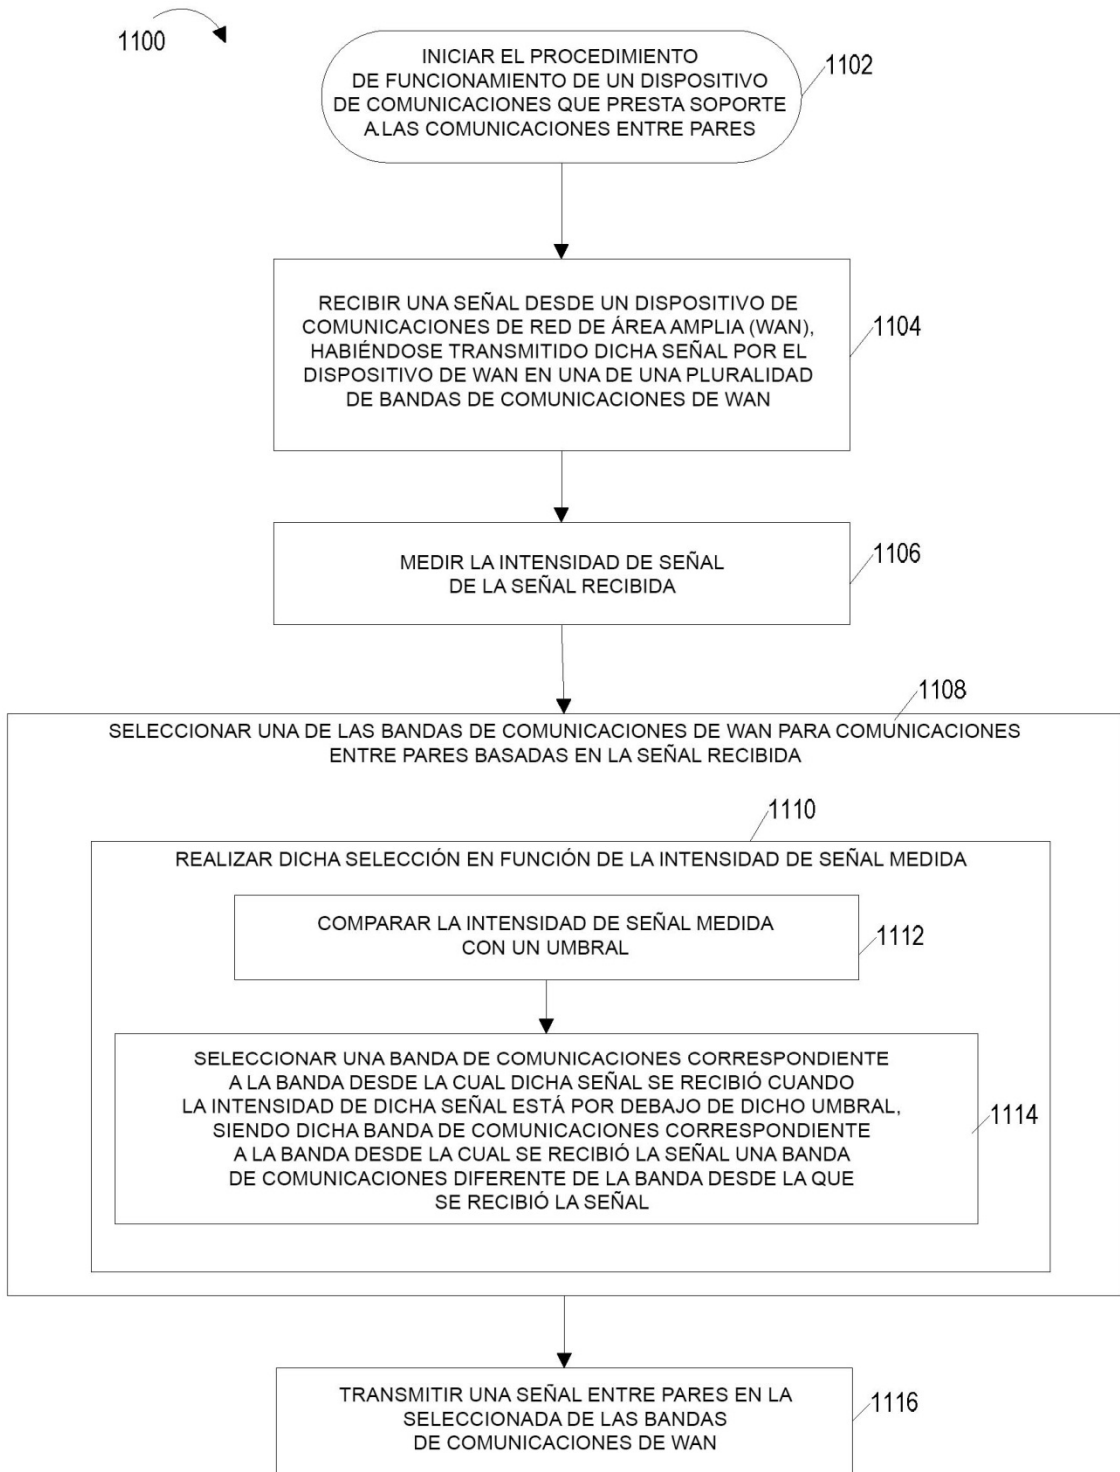 1100
INICIAR EL PROCEDIMIENTO
DE FUNCIONAMIENTO DE UN DISPOSITIVO
DE COMUNICACIONES QUE PRESTA SOPORTE
A LAS COMUNICACIONES ENTRE PARES
1102
RECIBIR UNA SEÑAL DESDE UN DISPOSITIVO DE
COMUNICACIONES DE RED DE ÁREA AMPLIA (WAN),
HABIÉNDOSE TRANSMITIDO DICHA SEÑAL POR EL
DISPOSITIVO DE WAN EN UNA DE UNA PLURALIDAD
DE BANDAS DE COMUNICACIONES DE WAN
1104
MEDIR LA INTENSIDAD DE SEÑAL
DE LA SEÑAL RECIBIDA
1106
1108
SELECCIONAR UNA DE LAS BANDAS DE COMUNICACIONES DE WAN PARA COMUNICACIONES
ENTRE PARES BASADAS EN LA SEÑAL RECIBIDA
1110
REALIZAR DICHA SELECCIÓN EN FUNCIÓN DE LA INTENSIDAD DE SEÑAL MEDIDA
COMPARAR LA INTENSIDAD DE SEÑAL MEDIDA
CON UN UMBRAL
1112
SELECCIONAR UNA BANDA DE COMUNICACIONES CORRESPONDIENTE
A LA BANDA DESDE LA CUAL DICHA SEÑAL SE RECIBIÓ CUANDO
LA INTENSIDAD DE DICHA SEÑAL ESTÁ POR DEBAJO DE DICHO UMBRAL,
SIENDO DICHA BANDA DE COMUNICACIONES CORRESPONDIENTE
A LA BANDA DESDE LA CUAL SE RECIBIÓ LA SEÑAL UNA BANDA
DE COMUNICACIONES DIFERENTE DE LA BANDA DESDE LA QUE
SE RECIBIÓ LA SEÑAL
1114
TRANSMITIR UNA SEÑAL ENTRE PARES EN LA
SELECCIONADA DE LAS BANDAS
DE COMUNICACIONES DE WAN
1116